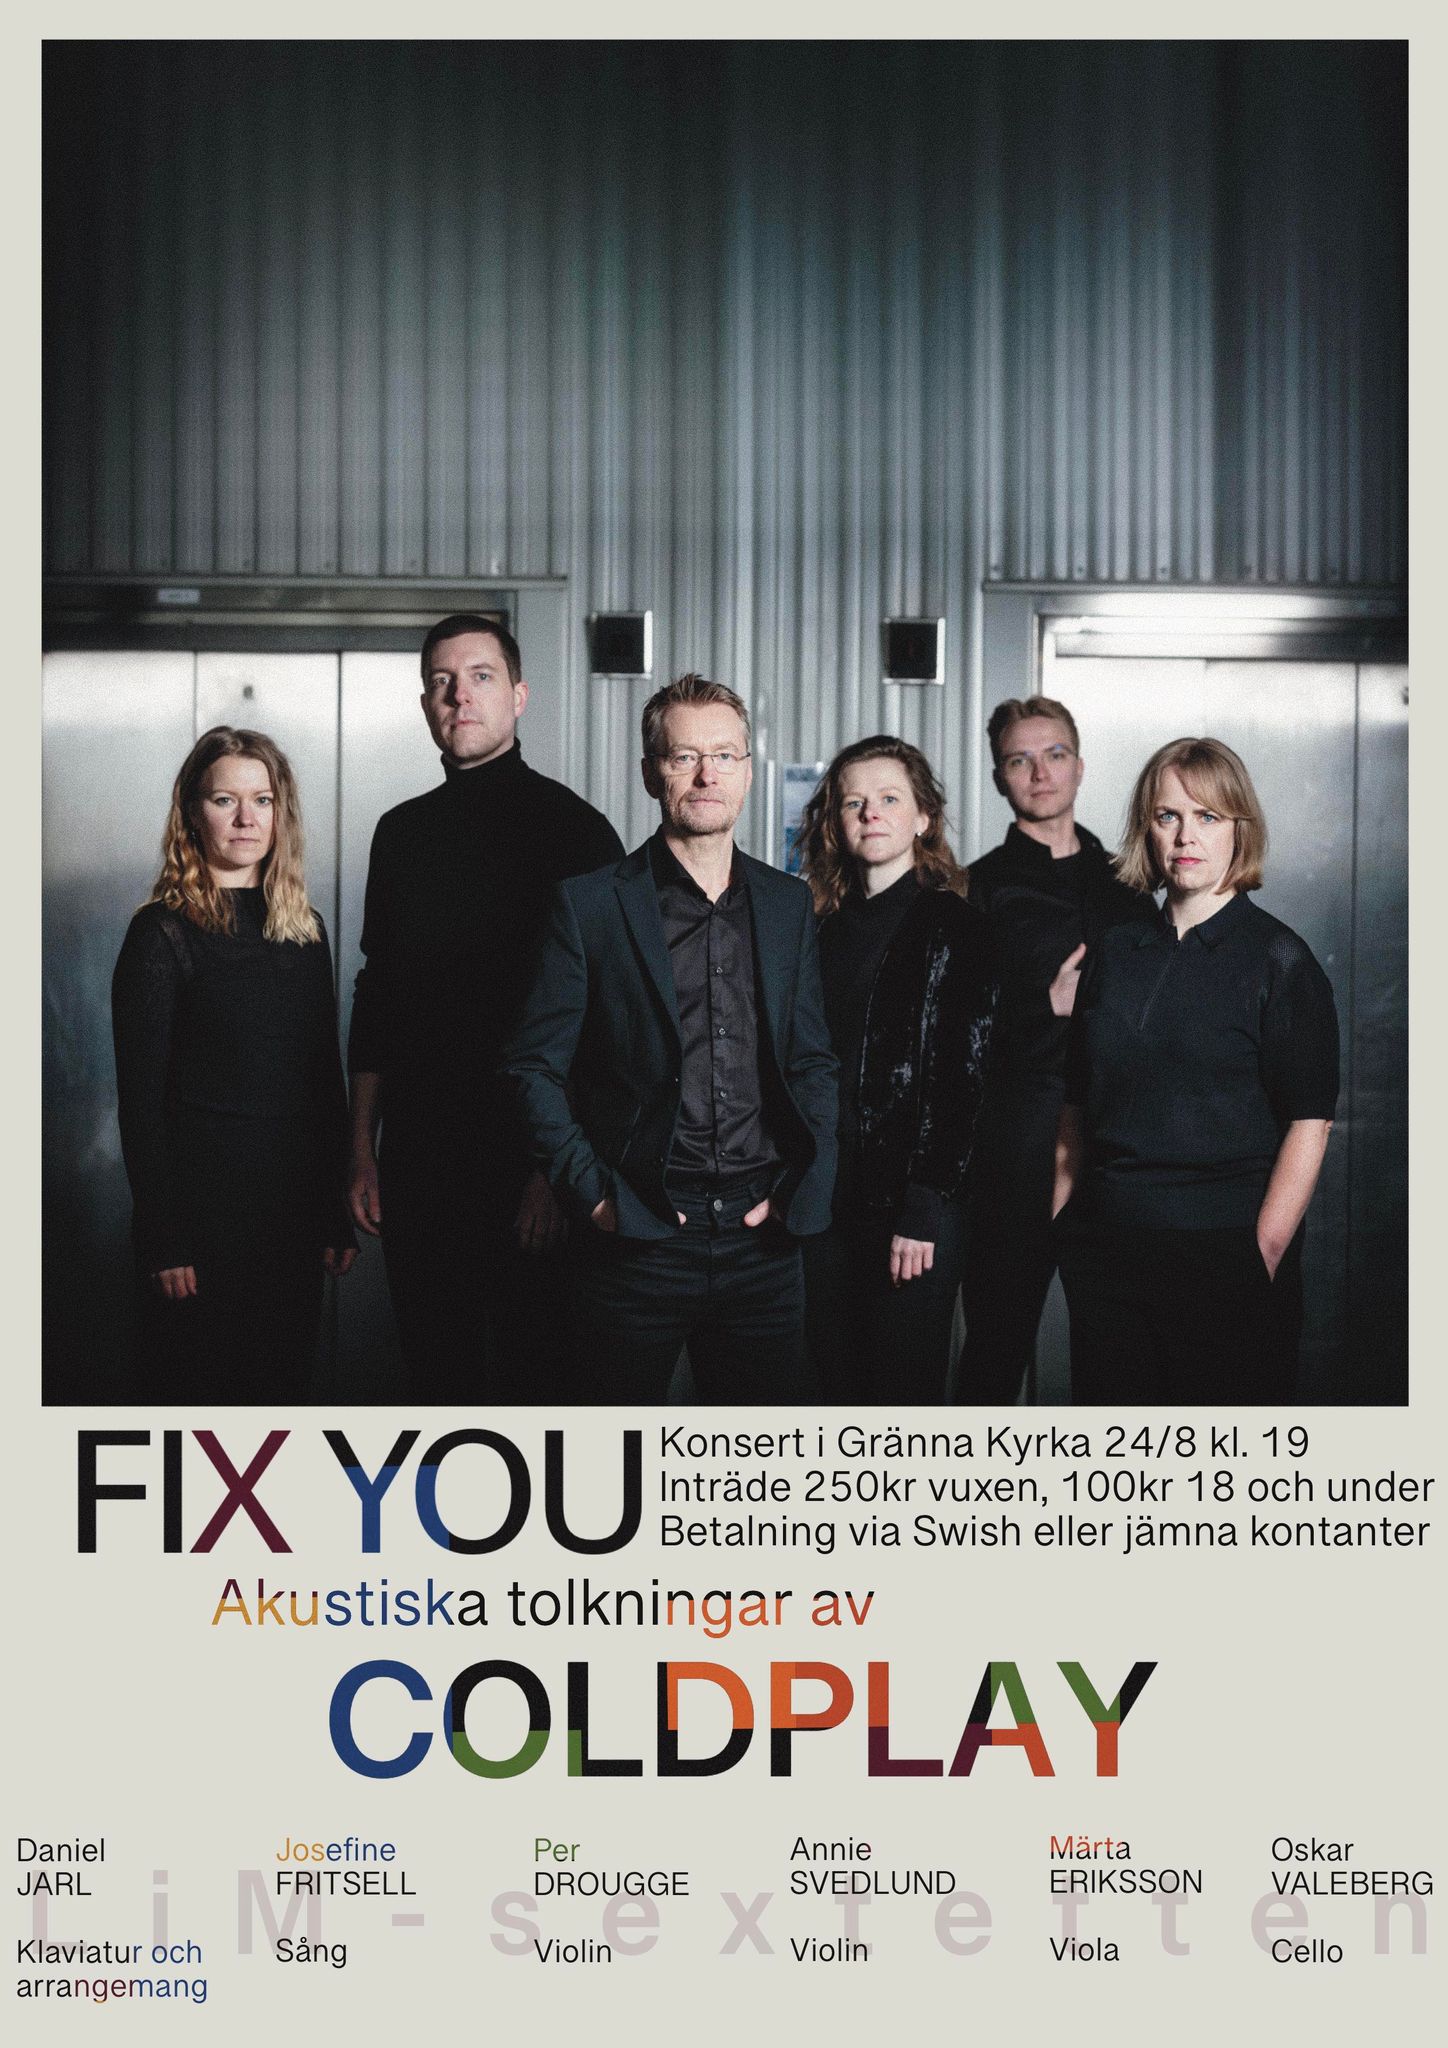 FIX YOU
Konsert i Gränna Kyrka 24/8 kl. 19
Inträde 250kr vuxen, 100kr 18 och under
Betalning via Swish eller jämna kontanter
Akustiska tolkningar av
COLDPLAY
Daniel
JARL
Klaviatur och
arrangemang
Josefine
FRITSELL
Sång
Per
DROUGGE
Violin
Annie
SVEDLUND
Violin
Märta
ERIKSSON
Viola
Oskar
VALEBERG
Cello
LiM-sextetten